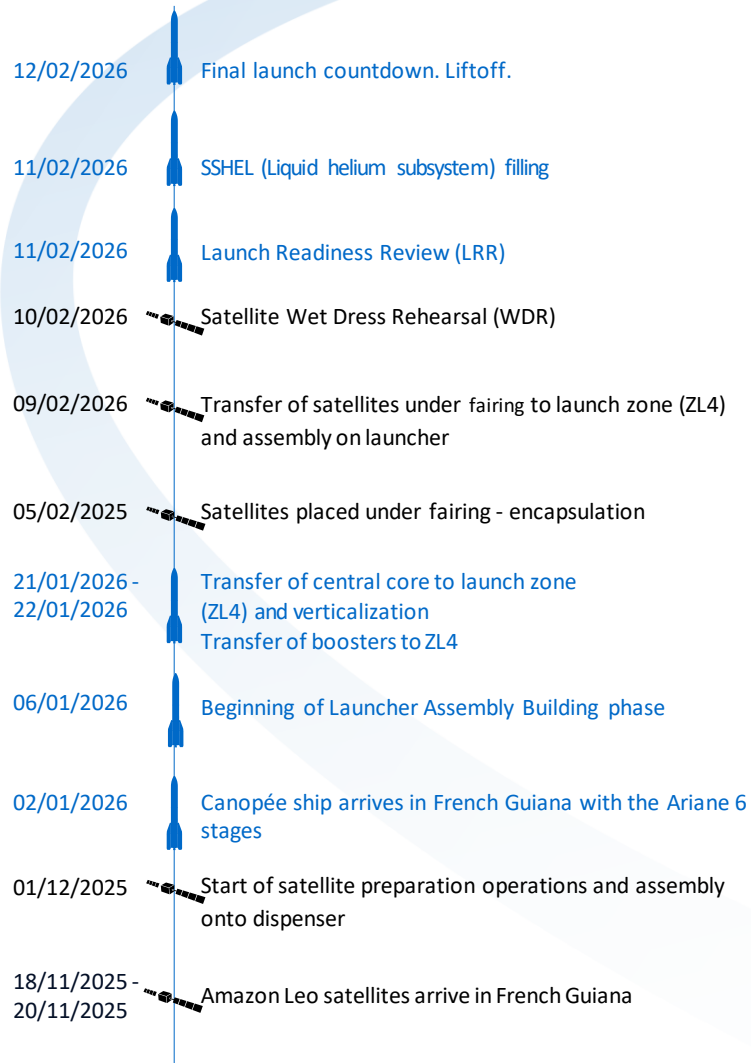 12/02/2026 Final launch countdown. Liftoff.
11/02/2026 SSHEL (Liquid helium subsystem) filling
11/02/2026 Launch Readiness Review (LRR)
10/02/2026 Satellite Wet Dress Rehearsal (WDR)
09/02/2026 Transfer of satellites under fairing to launch zone (ZL4)
and assembly on launcher
05/02/2025 Satellites placed under fairing - encapsulation
21/01/2026 - Transfer of central core to launch zone
22/01/2026 (ZL4) and verticalization
Transfer of boosters to ZL4
06/01/2026 Beginning of Launcher Assembly Building phase
02/01/2026 Canopée ship arrives in French Guiana with the Ariane 6
stages
01/12/2025 Start of satellite preparation operations and assembly
onto dispenser
18/11/2025 - Amazon Leo satellites arrive in French Guiana
20/11/2025